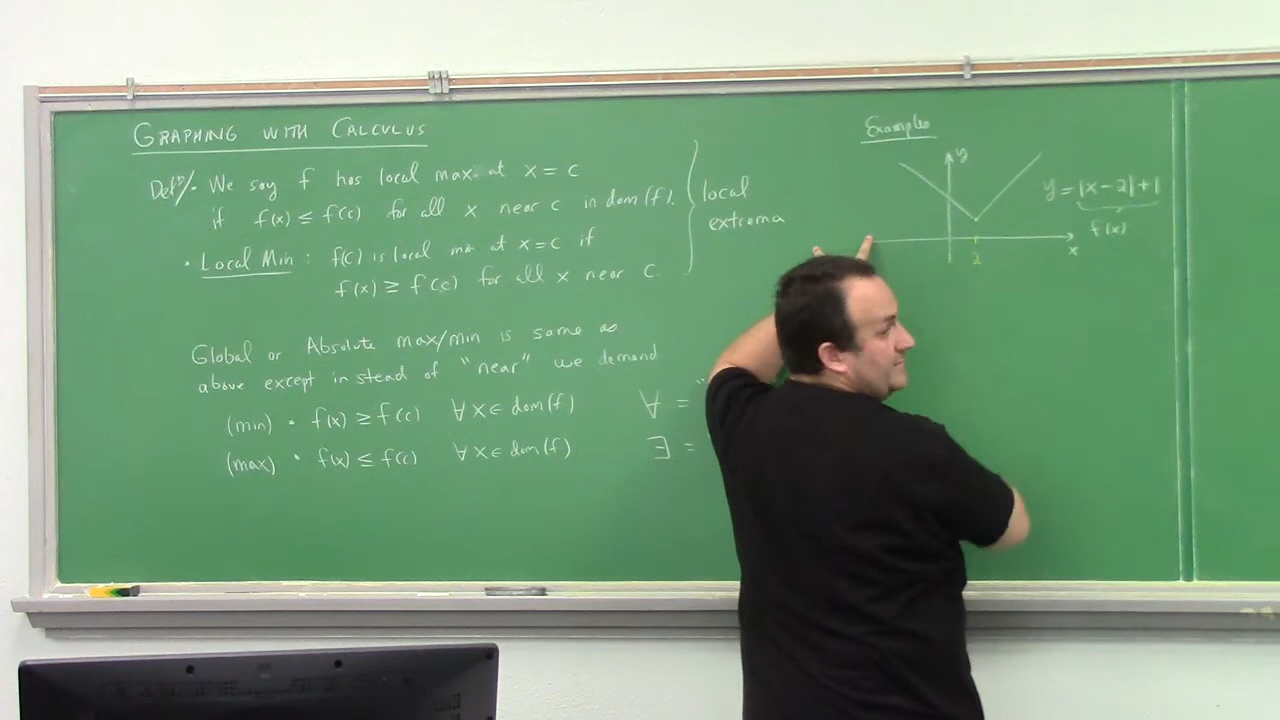 GRAPHING WITH CALCULUS
Defⁿ/. We say f has local max. at x = c
if f(x) ≤ f(c) for all x near c in dom(f).
• Local Min : f(c) is local min at x = c if
f(x) ≥ f(c) for all x near c.
local
extrema
Global or Absolute max/min is same as
above except in stead of "near" we demand
(min) • f(x) ≥ f(c) ∀ x ∈ dom(f)
(max) • f(x) ≤ f(c) ∀ x ∈ dom(f)
∀ = "
∃ =
Examples
y
y = |x - 2| + 1
f(x)
x
2